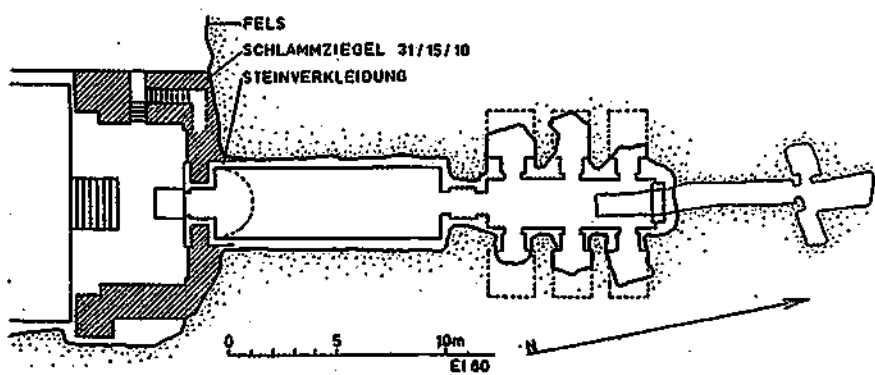 FELS
SCHLAMMZIEGEL 31/15/10
STEINVERKLEIDUNG
0 5 10m
EI 60
N